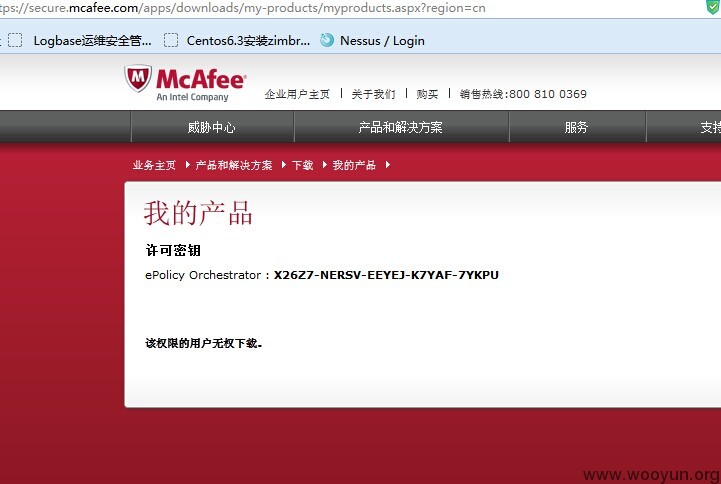 ps://secure.mcafee.com/apps/downloads/my-products/myproducts.aspx?region=cn
Logbase运维安全管... Centos6.3安装zimbr... Nessus / Login
McAfee
An Intel Company
企业用户主页 | 关于我们 | 购买 | 销售热线:800 810 0369
威胁中心 产品和解决方案 服务 支持
业务主页 产品和解决方案 下载 我的产品
我的产品
许可密钥
ePolicy Orchestrator : X26Z7-NERSV-EEYEJ-K7YAF-7YKPU
该权限的用户无权下载。
www.wooyun.org